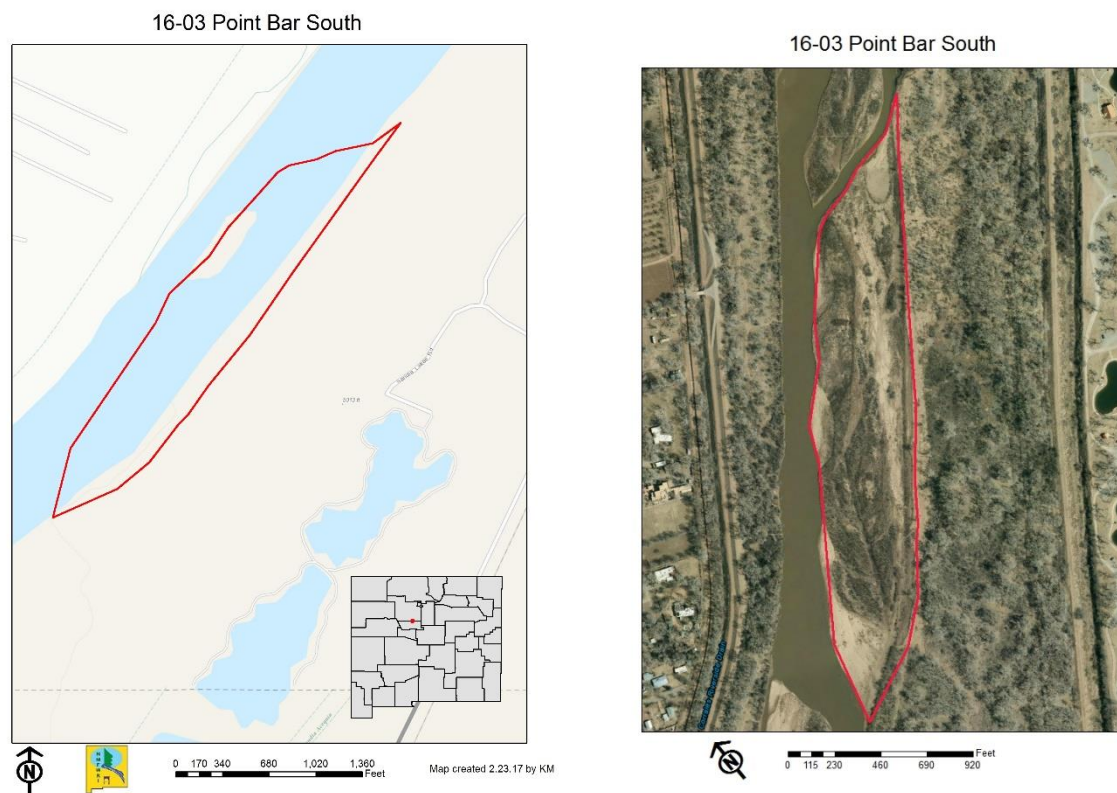 16-03 Point Bar South
Sandia_Lakes_Rd
N
0 170 340 680 1,020 1,360
Feet
Map created 2.23.17 by KM
16-03 Point Bar South
N
Feet
0 115 230 460 690 920